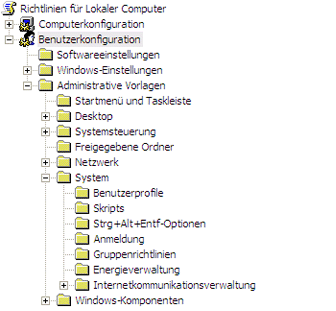 Richtlinien für Lokaler Computer
Computerkonfiguration
Benutzerkonfiguration
Softwareeinstellungen
Windows-Einstellungen
Administrative Vorlagen
Startmenü und Taskleiste
Desktop
Systemsteuerung
Freigegebene Ordner
Netzwerk
System
Benutzerprofile
Skripts
Strg+Alt+Entf-Optionen
Anmeldung
Gruppenrichtlinien
Energieverwaltung
Internetkommunikationsverwaltung
Windows-Komponenten